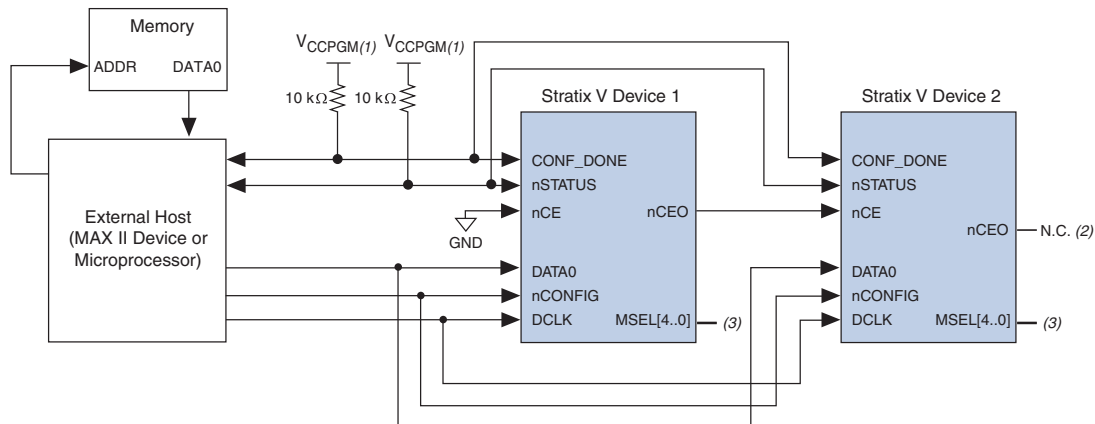 Memory
ADDR DATA0
VCCPGM(1) VCCPGM(1)
10 kΩ 10 kΩ
External Host
(MAX II Device or
Microprocessor)
GND
Stratix V Device 1
CONF_DONE
nSTATUS
nCE nCEO
DATA0
nCONFIG
DCLK MSEL[4..0] (3)
Stratix V Device 2
CONF_DONE
nSTATUS
nCE
nCEO N.C. (2)
DATA0
nCONFIG
DCLK MSEL[4..0] (3)